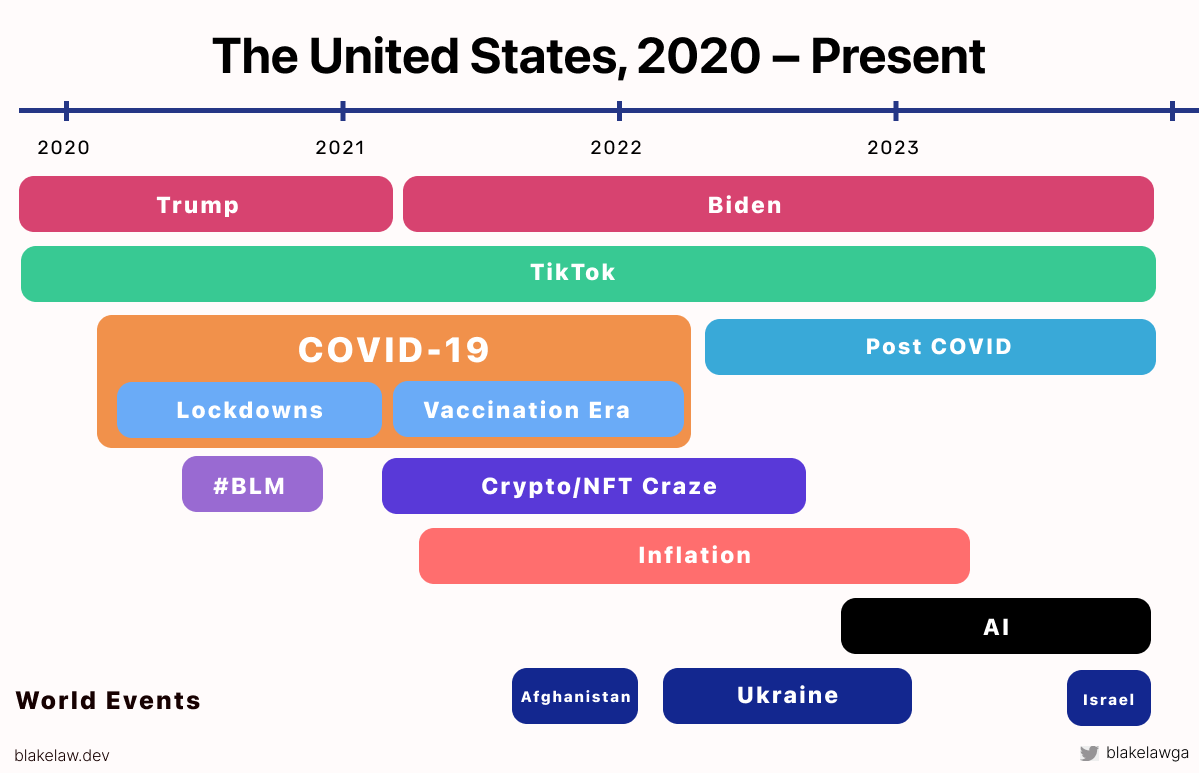 The United States, 2020 – Present
2020 2021 2022 2023
Trump Biden
TikTok
COVID-19 Post COVID
Lockdowns Vaccination Era
#BLM Crypto/NFT Craze
Inflation
AI
World Events Afghanistan Ukraine Israel
blakelaw.dev blakelawga